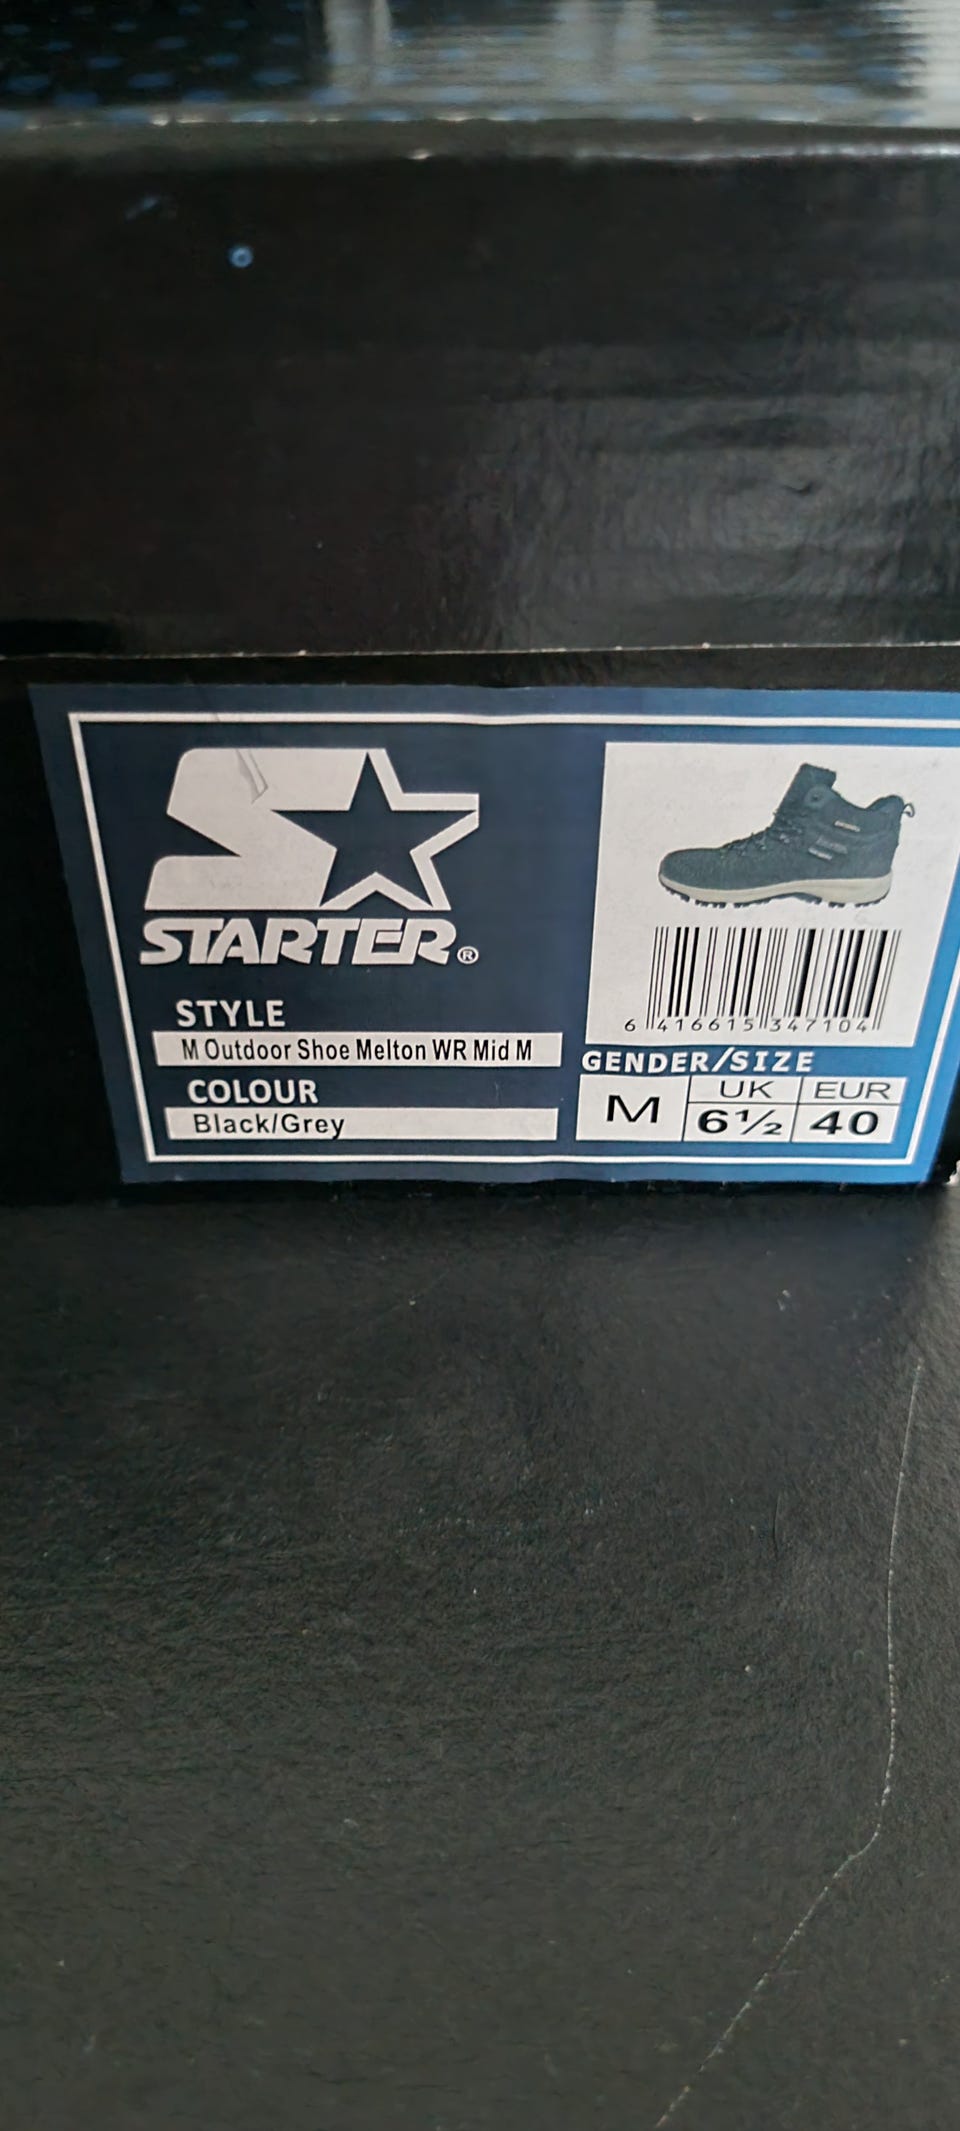 STARTER®
STYLE
M Outdoor Shoe Melton WR Mid M
COLOUR
Black/Grey
6 416615 347104
GENDER/SIZE
M
UK EUR
6½ 40